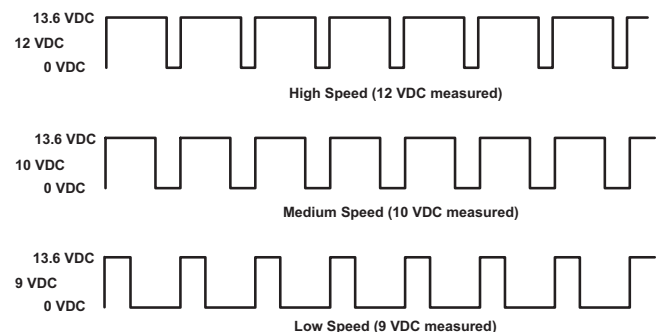 13.6 VDC
12 VDC
0 VDC
High Speed (12 VDC measured)
13.6 VDC
10 VDC
0 VDC
Medium Speed (10 VDC measured)
13.6 VDC
9 VDC
0 VDC
Low Speed (9 VDC measured)